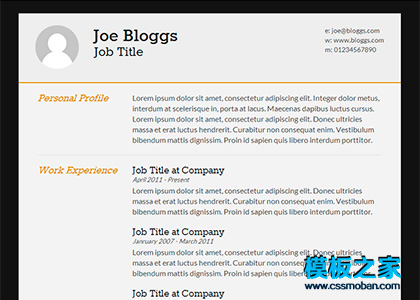 Joe Bloggs
Job Title
e: joe@bloggs.com
w: www.bloggs.com
m: 01234567890
Personal Profile
Lorem ipsum dolor sit amet, consectetur adipiscing elit. Integer dolor metus,
interdum at scelerisque in, porta at lacus. Maecenas dapibus luctus cursus.
Lorem ipsum dolor sit amet, consectetur adipiscing elit. Donec ultricies
massa et erat luctus hendrerit. Curabitur non consequat enim. Vestibulum
bibendum mattis dignissim. Proin id sapien quis libero interdum porttitor.
Work Experience
Job Title at Company
April 2011 - Present
Lorem ipsum dolor sit amet, consectetur adipiscing elit. Donec ultricies
massa et erat luctus hendrerit. Curabitur non consequat enim. Vestibulum
bibendum mattis dignissim. Proin id sapien quis libero interdum porttitor.
Job Title at Company
Janruary 2007 - March 2011
Lorem ipsum dolor sit amet, consectetur adipiscing elit. Donec ultricies
massa et erat luctus hendrerit. Curabitur non consequat enim. Vestibulum
bibendum mattis dignissim. Proin id sapien quis libero interdum porttitor.
Job Title at Company
模板之家
www.cssmoban.com